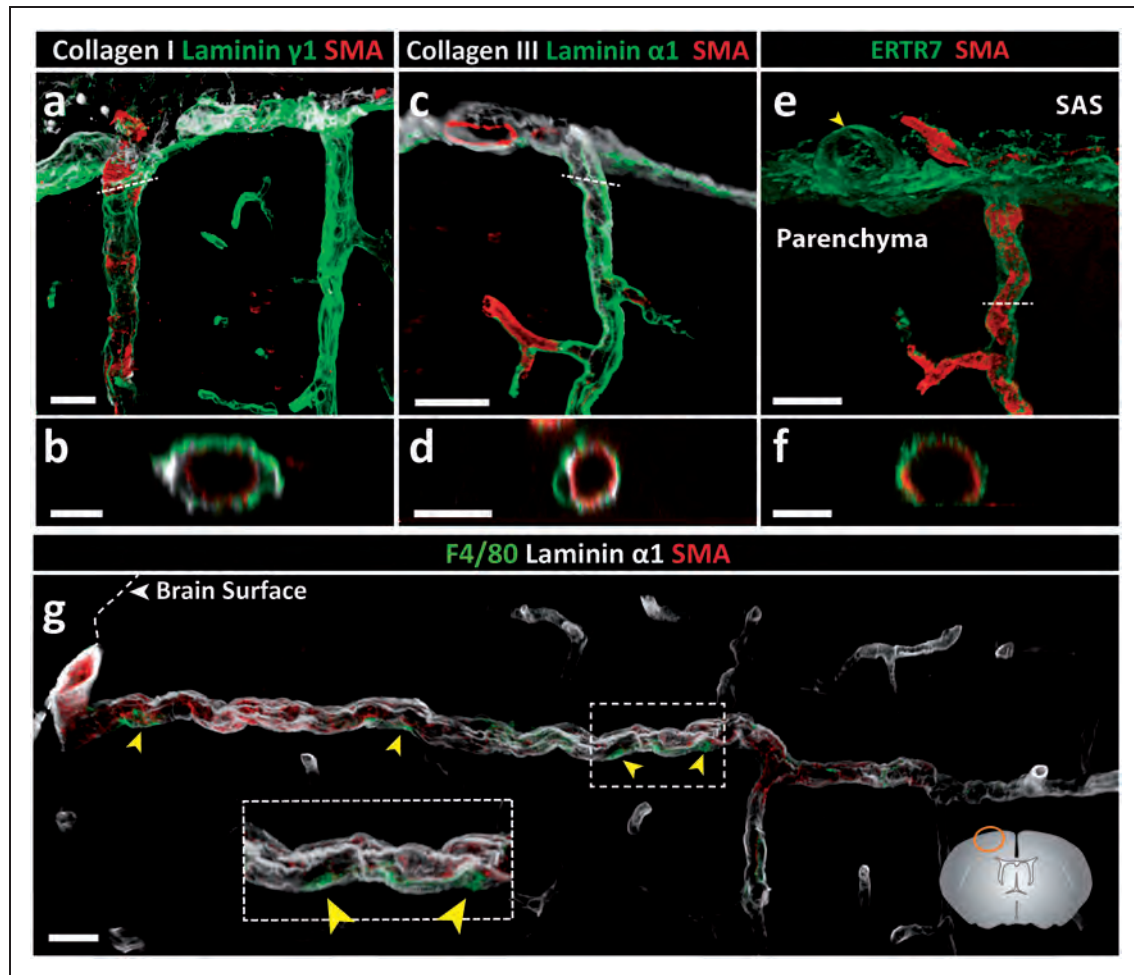 Collagen I Laminin γ1 SMA
Collagen III Laminin α1 SMA
ERTR7 SMA
a
c
e
SAS
Parenchyma
b
d
f
F4/80 Laminin α1 SMA
g
Brain Surface